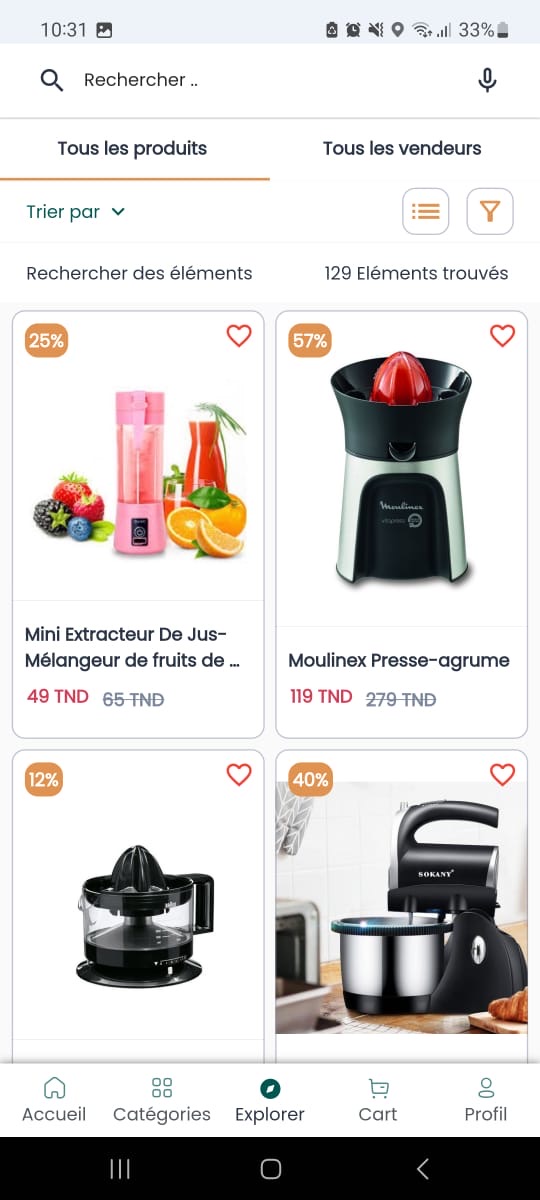 10:31
33%
Rechercher ..
Tous les produits
Tous les vendeurs
Trier par
Rechercher des éléments
129 Eléments trouvés
25%
57%
Moulinex
vitapress
Mini Extracteur De Jus-
Mélangeur de fruits de ...
49 TND 65 TND
Moulinex Presse-agrume
119 TND 279 TND
12%
40%
SOKANY
Accueil
Catégories
Explorer
Cart
Profil